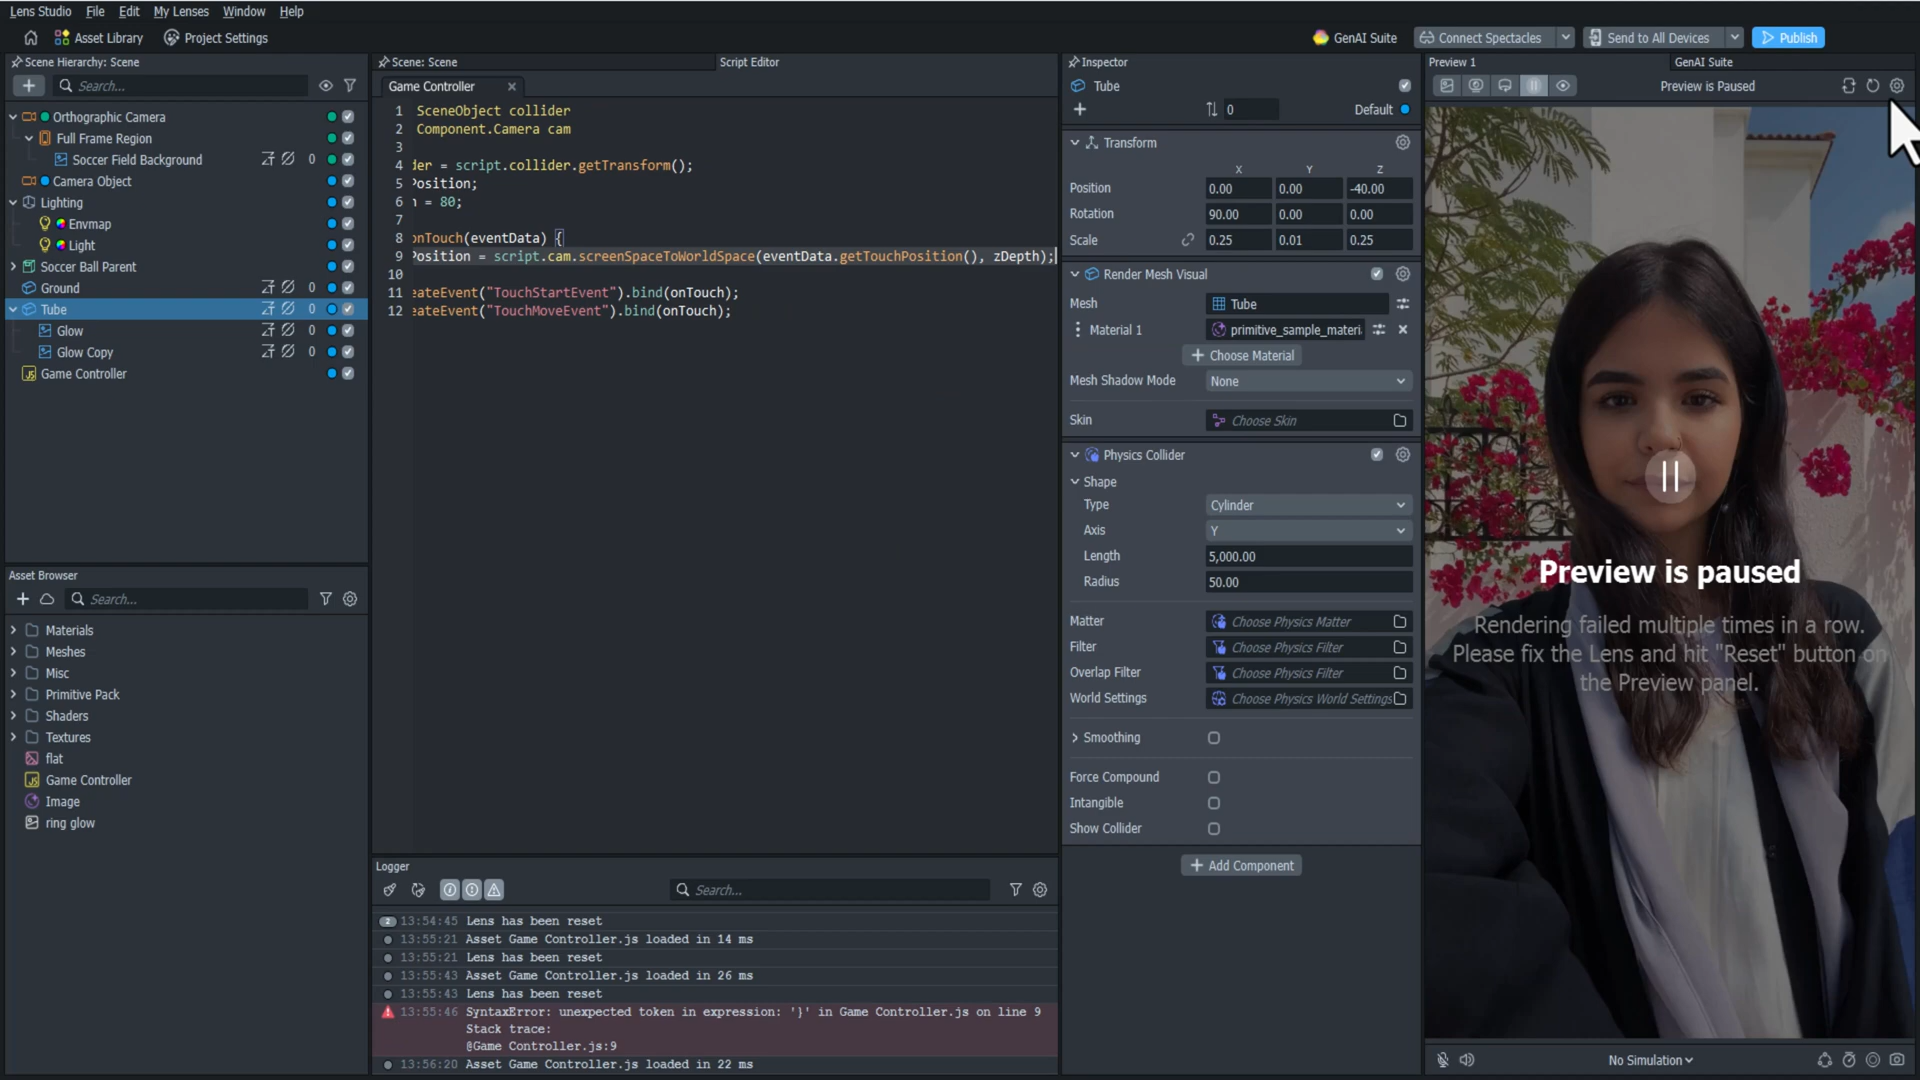 Lens Studio File Edit My Lenses Window Help
Asset Library Project Settings GenAI Suite Connect Spectacles Send to All Devices Publish
Scene Hierarchy: Scene
Search...
Orthographic Camera
Full Frame Region
Soccer Field Background 0
Camera Object
Lighting
Envmap
Light
Soccer Ball Parent
Ground 0
Tube 0
Glow 0
Glow Copy 0
Game Controller
Asset Browser
Search...
Materials
Meshes
Misc
Primitive Pack
Shaders
Textures
flat
Game Controller
Image
ring glow
Scene: Scene Script Editor
Game Controller
1 SceneObject collider
2 Component.Camera cam
3
4 der = script.collider.getTransform();
5 Position;
6 = 80;
7
8 onTouch(eventData) {
9 Position = script.cam.screenSpaceToWorldSpace(eventData.getTouchPosition(), zDepth);
10
11 eateEvent("TouchStartEvent").bind(onTouch);
12 eateEvent("TouchMoveEvent").bind(onTouch);
Logger
Search...
2 13:54:45 Lens has been reset
13:55:21 Asset Game Controller.js loaded in 14 ms
13:55:21 Lens has been reset
13:55:43 Asset Game Controller.js loaded in 26 ms
13:55:43 Lens has been reset
13:55:46 SyntaxError: unexpected token in expression: '}' in Game Controller.js on line 9
Stack trace:
@Game Controller.js:9
13:56:20 Asset Game Controller.js loaded in 22 ms
Inspector
Tube
0 Default
Transform
X Y Z
Position 0.00 0.00 -40.00
Rotation 90.00 0.00 0.00
Scale 0.25 0.01 0.25
Render Mesh Visual
Mesh Tube
Material 1 primitive_sample_materi
Choose Material
Mesh Shadow Mode None
Skin Choose Skin
Physics Collider
Shape
Type Cylinder
Axis Y
Length 5,000.00
Radius 50.00
Matter Choose Physics Matter
Filter Choose Physics Filter
Overlap Filter Choose Physics Filter
World Settings Choose Physics World Settings
Smoothing
Force Compound
Intangible
Show Collider
Add Component
Preview 1 GenAI Suite
Preview is Paused
Preview is paused
Rendering failed multiple times in a row.
Please fix the Lens and hit "Reset" button on
the Preview panel.
No Simulation